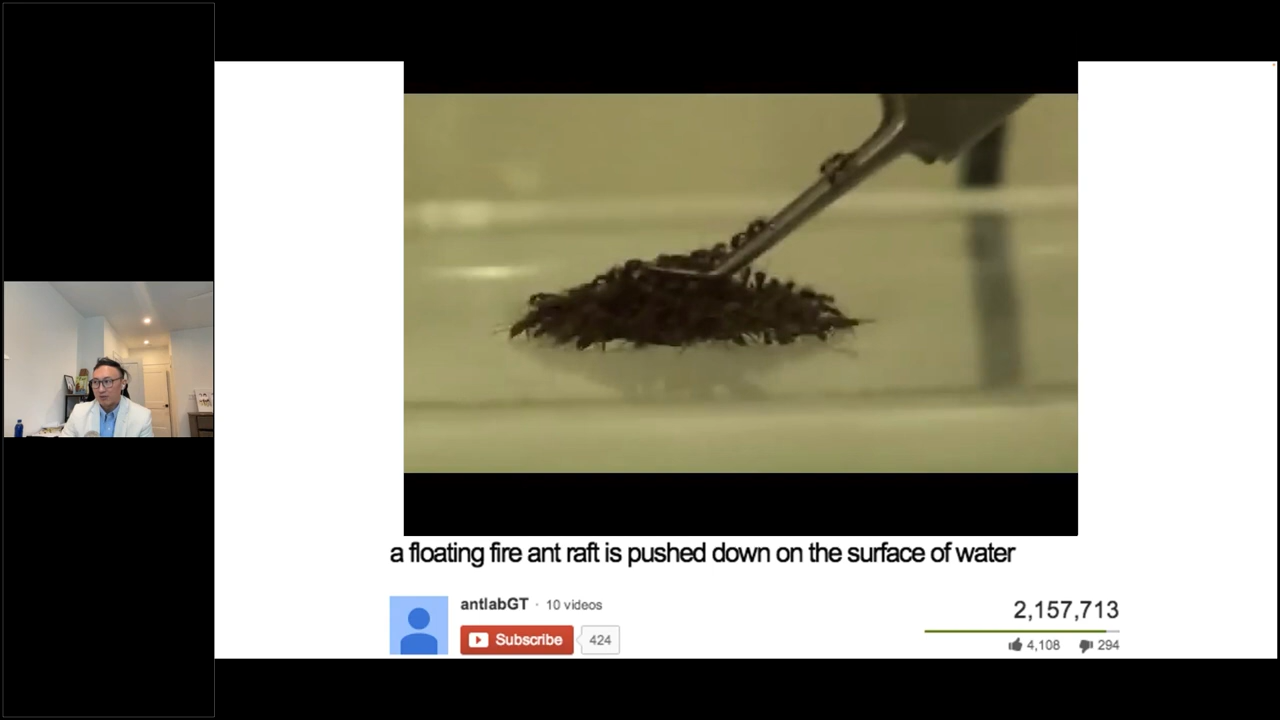 a floating fire ant raft is pushed down on the surface of water
antlabGT · 10 videos
2,157,713
Subscribe 424
4,108 294